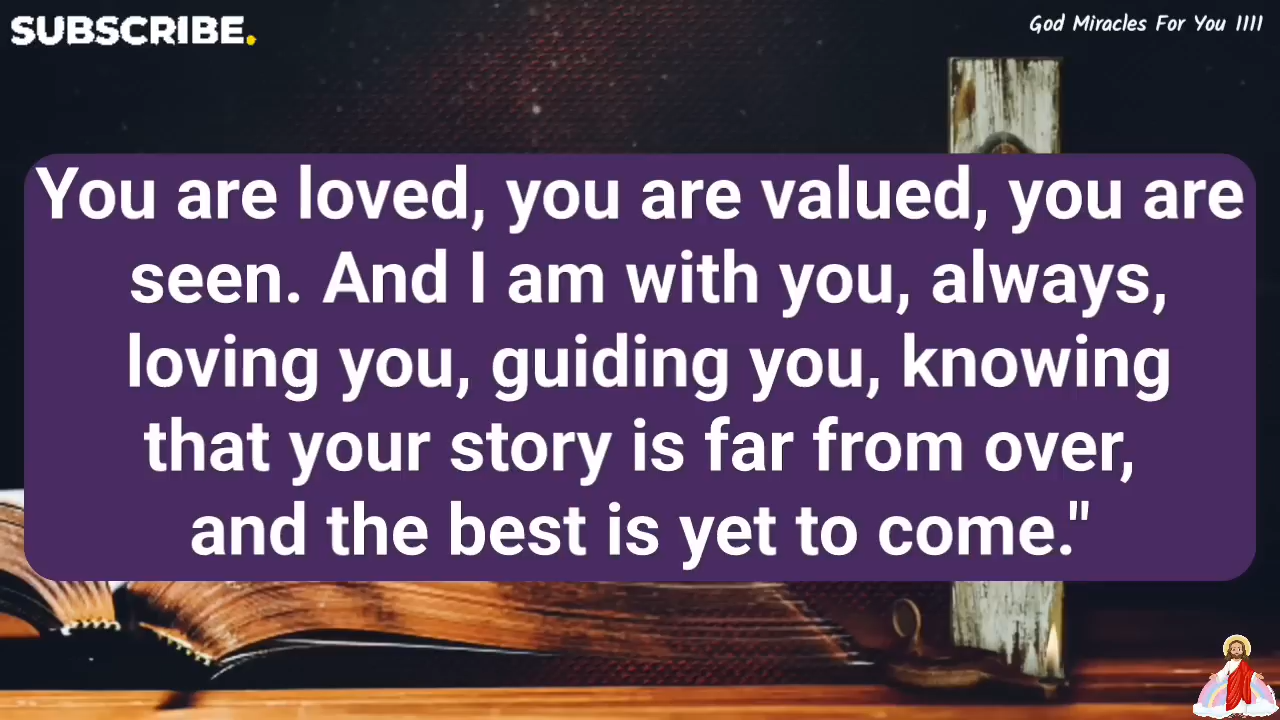 SUBSCRIBE.
God Miracles For You 1111
You are loved, you are valued, you are
seen. And I am with you, always,
loving you, guiding you, knowing
that your story is far from over,
and the best is yet to come."